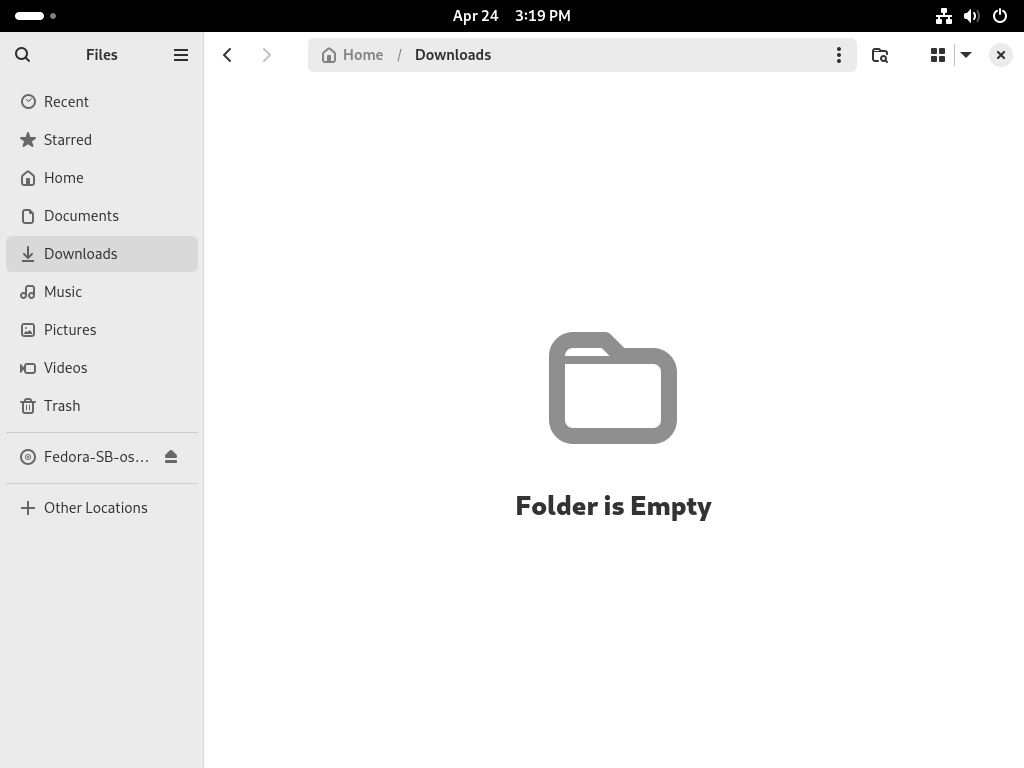 Apr 24 3:19 PM
Files
Home / Downloads
Recent
Starred
Home
Documents
Downloads
Music
Pictures
Videos
Trash
Fedora-SB-os…
Other Locations
Folder is Empty